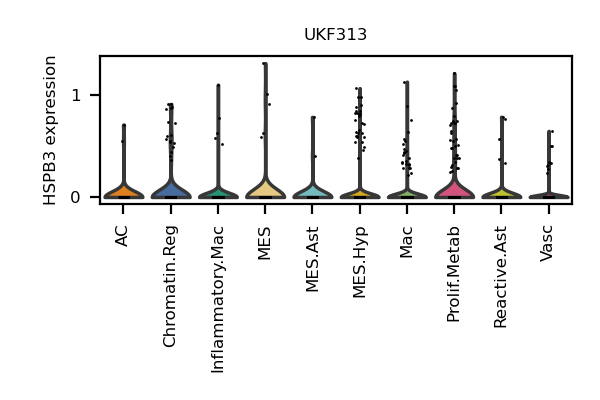 UKF313
HSPB3 expression
1
0
AC
Chromatin.Reg
Inflammatory.Mac
MES
MES.Ast
MES.Hyp
Mac
Prolif.Metab
Reactive.Ast
Vasc